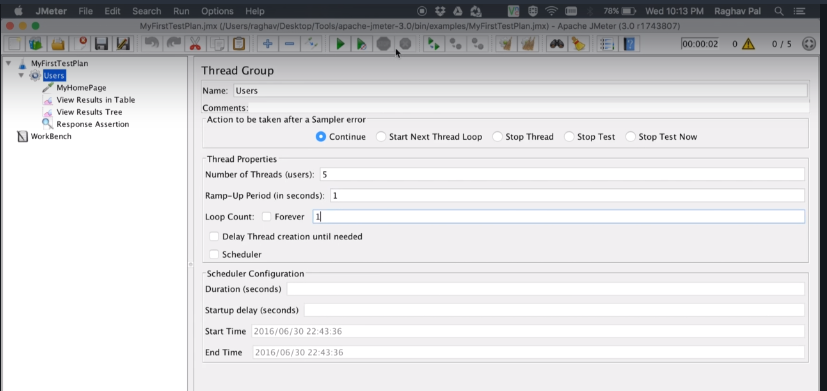 JMeter File Edit Search Run Options Help 78% Wed 10:13 PM Raghav Pal
MyFirstTestPlan.jmx (/Users/raghav/Desktop/Tools/apache-jmeter-3.0/bin/examples/MyFirstTestPlan.jmx) - Apache JMeter (3.0 r1743807)
00:00:02 0 0 / 5
MyFirstTestPlan
Users
MyHomePage
View Results in Table
View Results Tree
Response Assertion
WorkBench
Thread Group
Name: Users
Comments:
Action to be taken after a Sampler error
Continue Start Next Thread Loop Stop Thread Stop Test Stop Test Now
Thread Properties
Number of Threads (users): 5
Ramp-Up Period (in seconds): 1
Loop Count: Forever 1
Delay Thread creation until needed
Scheduler
Scheduler Configuration
Duration (seconds)
Startup delay (seconds)
Start Time 2016/06/30 22:43:36
End Time 2016/06/30 22:43:36